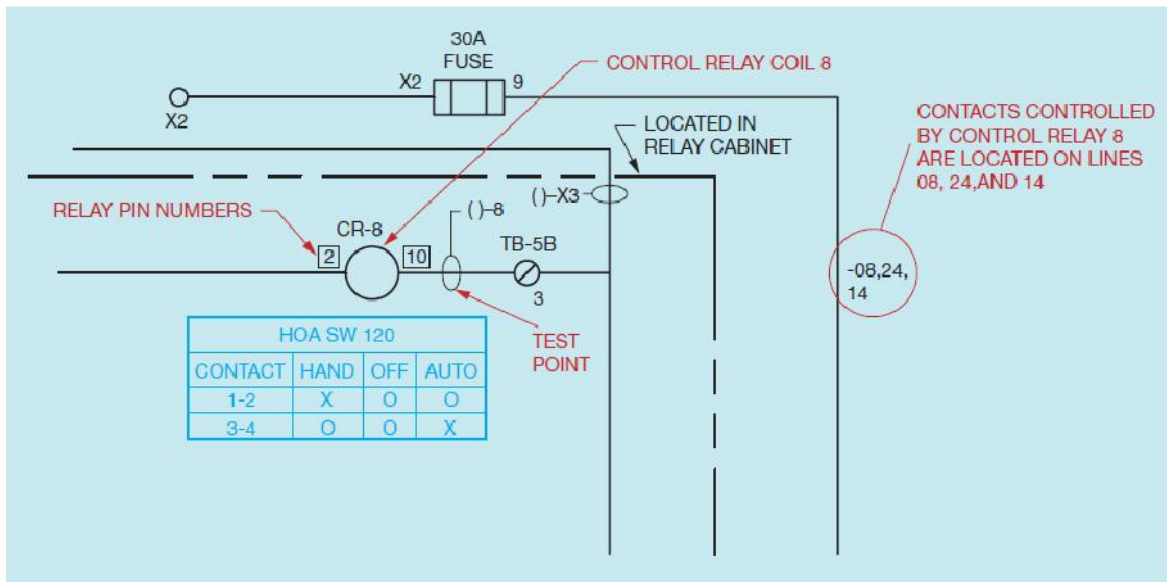 30A
FUSE
X2
9
X2
CONTROL RELAY COIL 8
LOCATED IN
RELAY CABINET
CONTACTS CONTROLLED
BY CONTROL RELAY 8
ARE LOCATED ON LINES
08, 24,AND 14
()-X3
RELAY PIN NUMBERS
()-8
CR-8
TB-5B
2
10
3
-08,24,
14
TEST
POINT
HOA SW 120
CONTACT HAND OFF AUTO
1-2 X O O
3-4 O O X